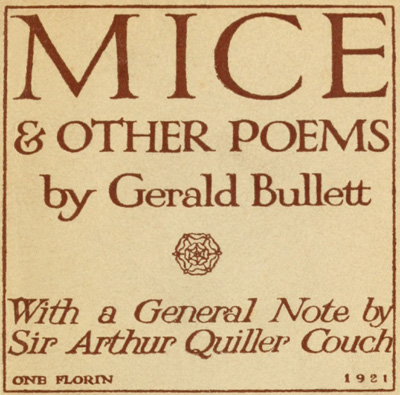 MICE
& OTHER POEMS
by Gerald Bullett
With a General Note by
Sir Arthur Quiller Couch
ONE FLORIN 1921